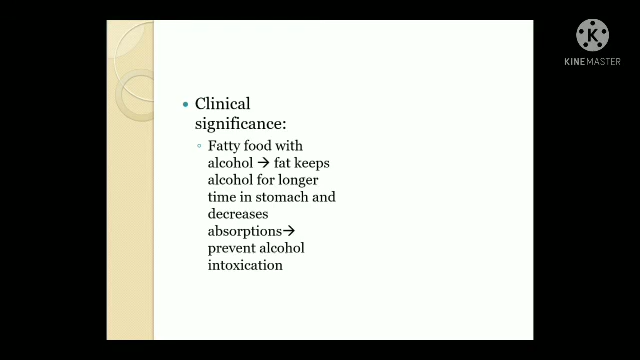 K
KINEMASTER
Clinical
significance:
Fatty food with
alcohol → fat keeps
alcohol for longer
time in stomach and
decreases
absorptions→
prevent alcohol
intoxication